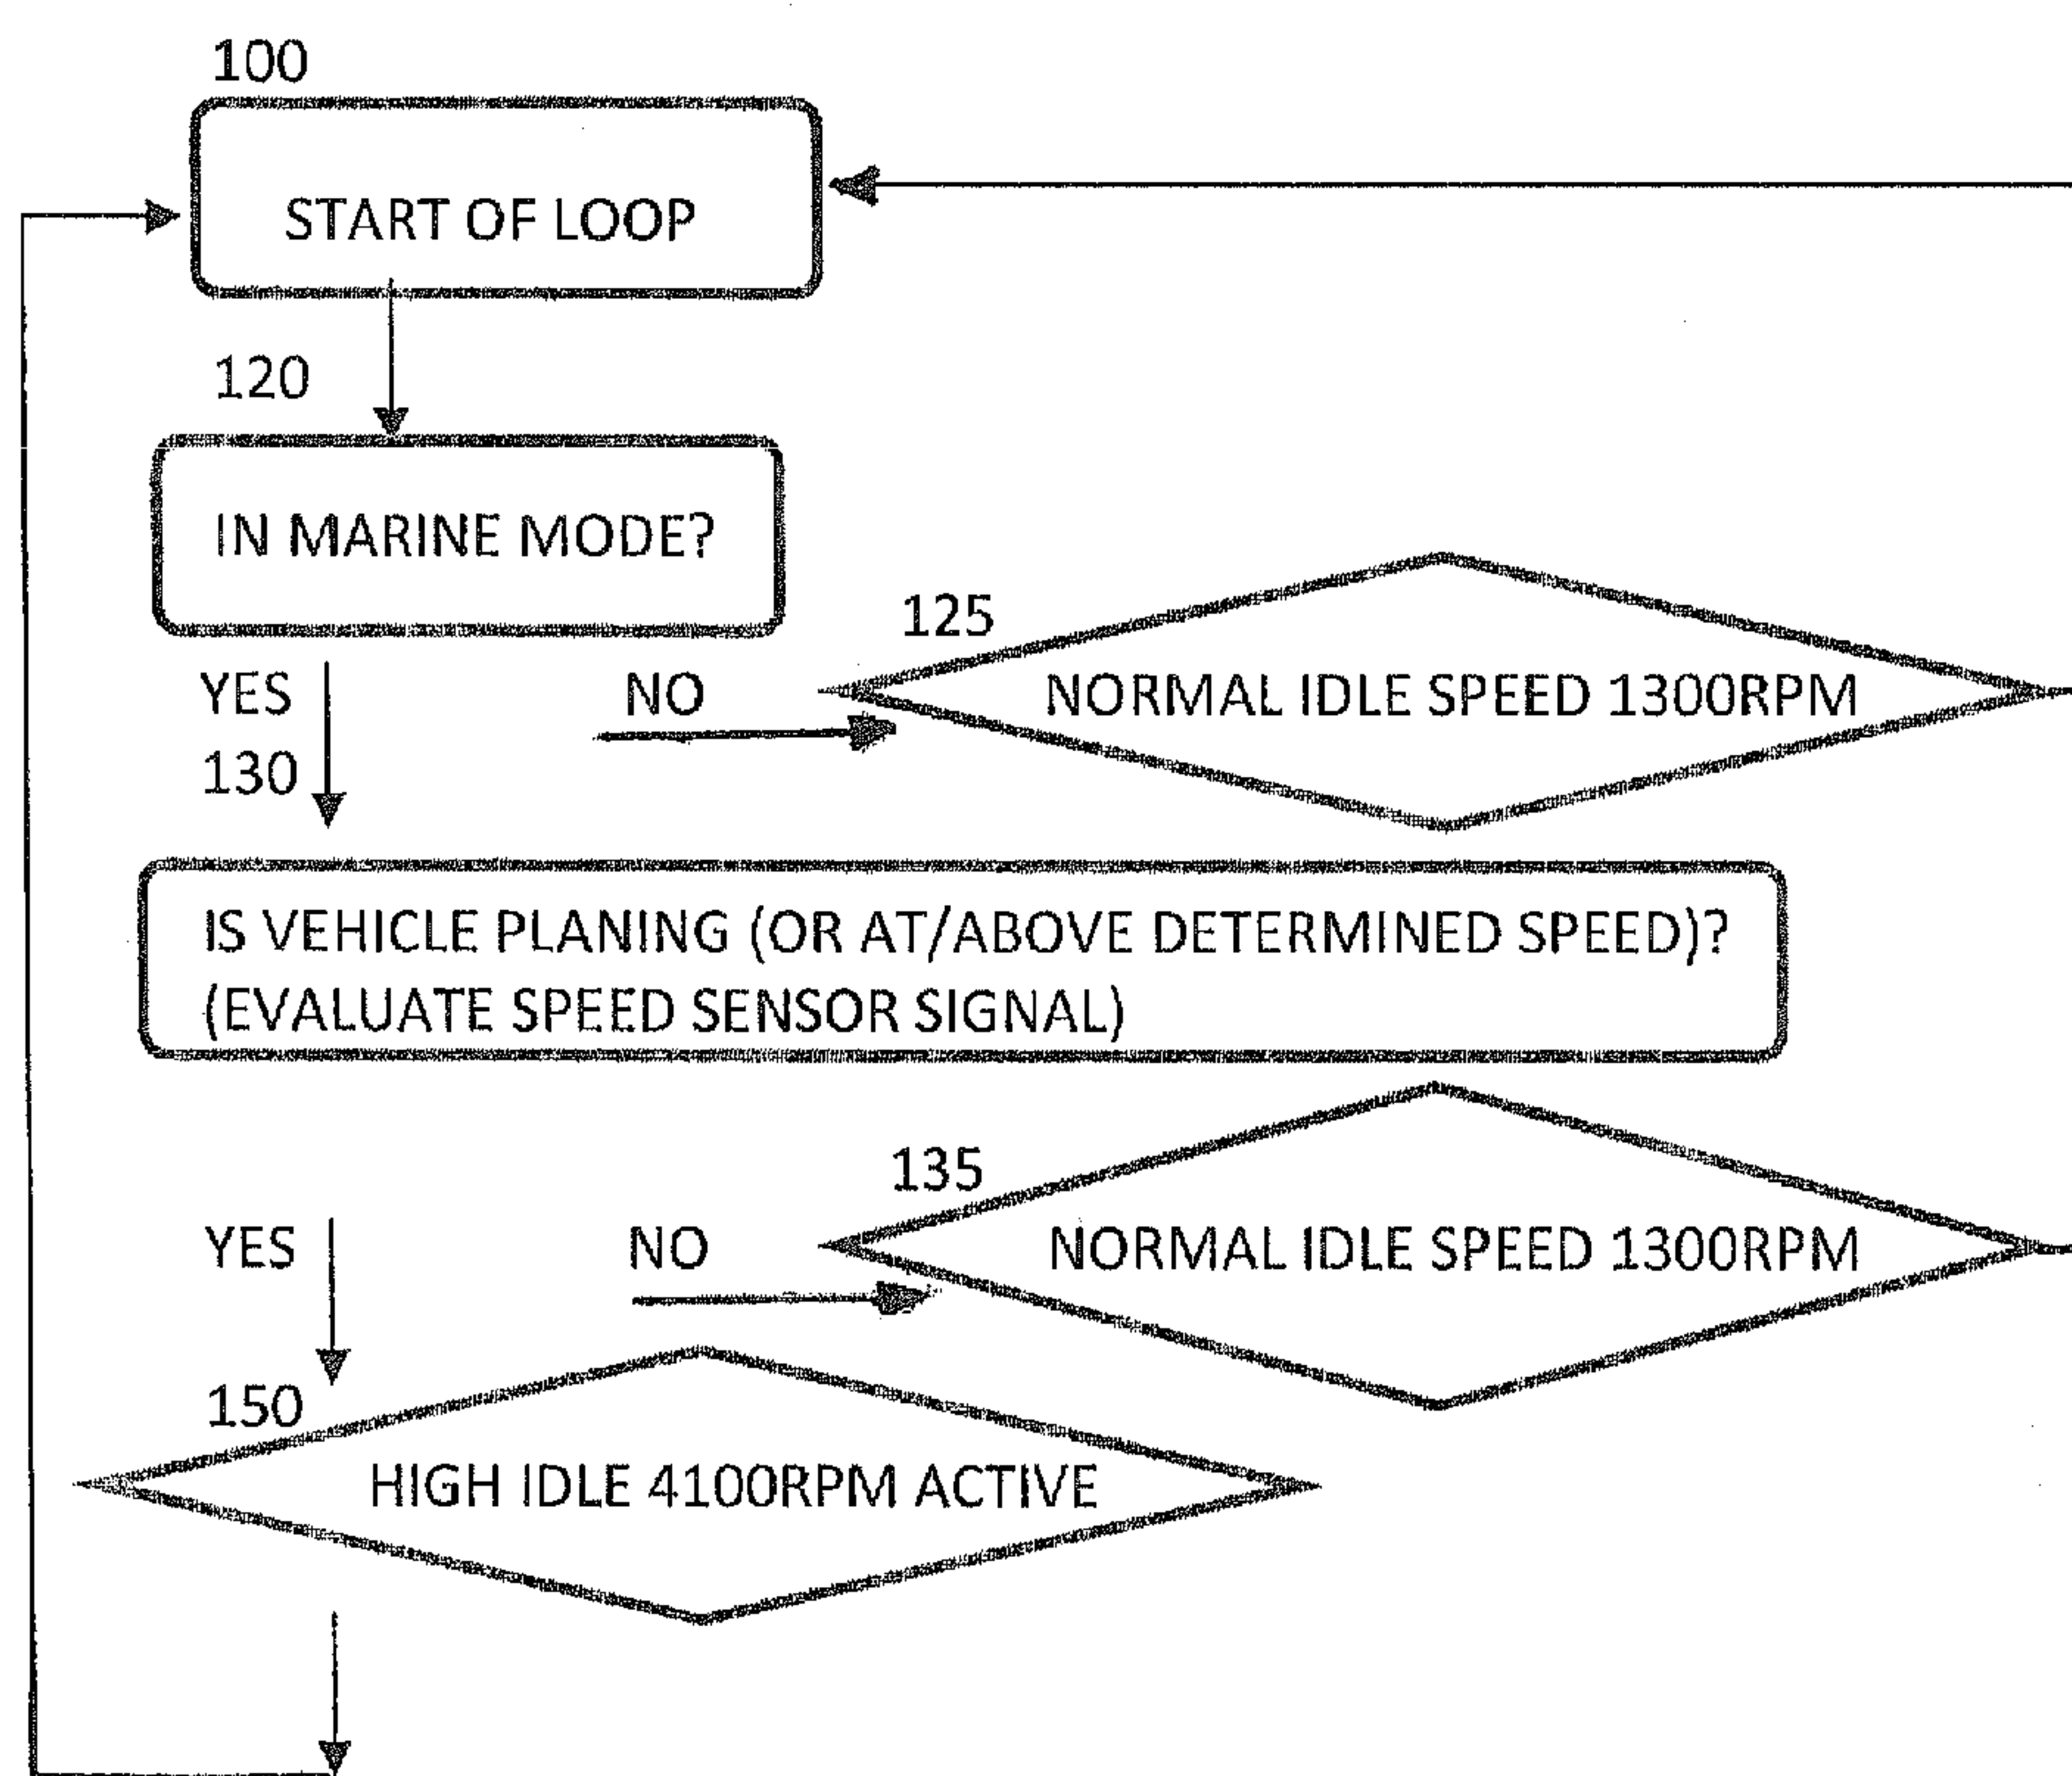 100
START OF LOOP
120
IN MARINE MODE?
125
YES
NO
NORMAL IDLE SPEED 1300RPM
130
IS VEHICLE PLANING (OR AT/ABOVE DETERMINED SPEED)?
(EVALUATE SPEED SENSOR SIGNAL)
135
YES
NO
NORMAL IDLE SPEED 1300RPM
150
HIGH IDLE 4100RPM ACTIVE